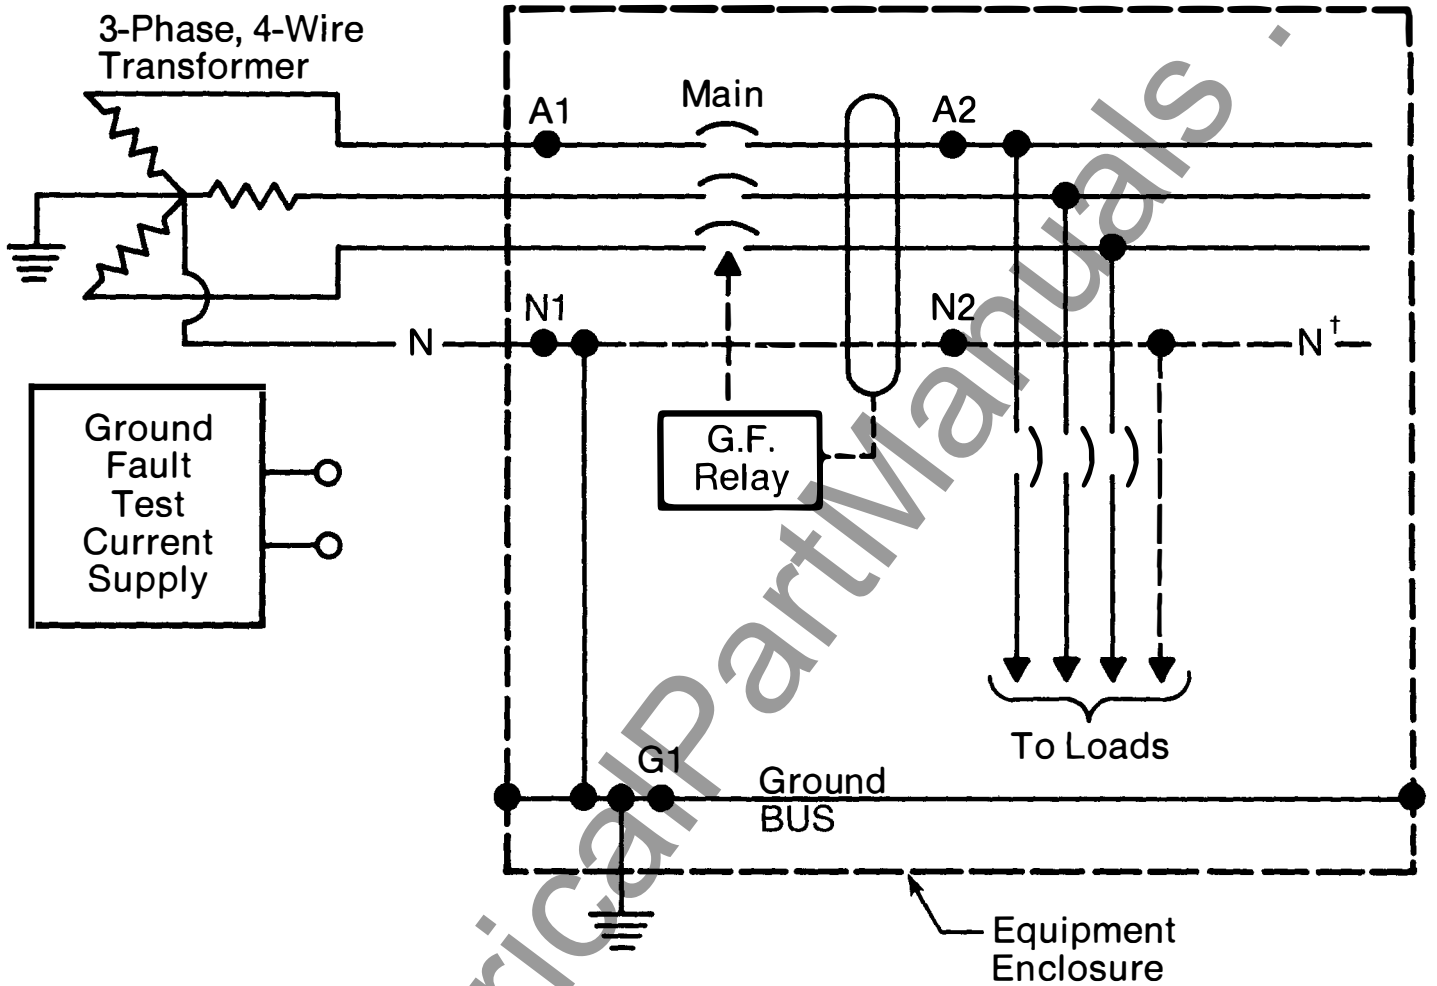 3-Phase, 4-Wire
Transformer
A1
Main
A2
N
N1
N2
N†
Ground
Fault
Test
Current
Supply
G.F.
Relay
To Loads
G1
Ground
BUS
Equipment
Enclosure
ricalPartManuals .